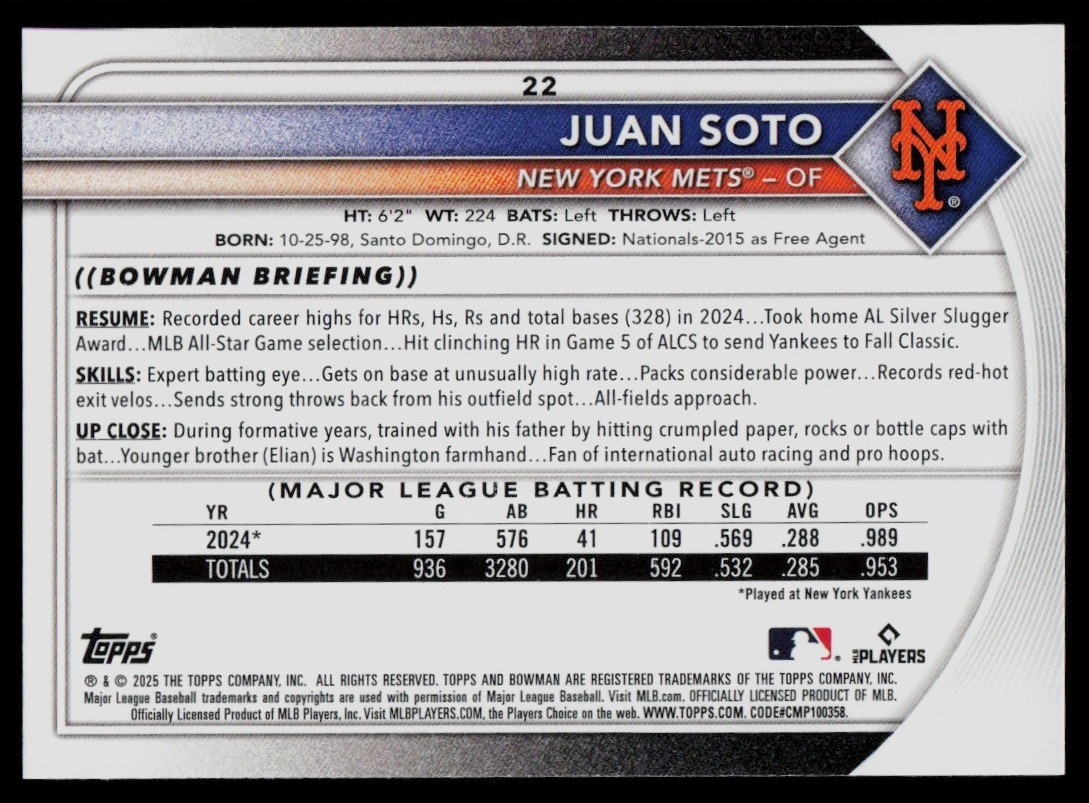 22
JUAN SOTO
NEW YORK METS® – OF
NY ®
HT: 6'2" WT: 224 BATS: Left THROWS: Left
BORN: 10-25-98, Santo Domingo, D.R. SIGNED: Nationals-2015 as Free Agent
((BOWMAN BRIEFING))
RESUME: Recorded career highs for HRs, Hs, Rs and total bases (328) in 2024...Took home AL Silver Slugger
Award...MLB All-Star Game selection...Hit clinching HR in Game 5 of ALCS to send Yankees to Fall Classic.
SKILLS: Expert batting eye...Gets on base at unusually high rate...Packs considerable power...Records red-hot
exit velos...Sends strong throws back from his outfield spot...All-fields approach.
UP CLOSE: During formative years, trained with his father by hitting crumpled paper, rocks or bottle caps with
bat...Younger brother (Elian) is Washington farmhand...Fan of international auto racing and pro hoops.
(MAJOR LEAGUE BATTING RECORD)
YR G AB HR RBI SLG AVG OPS
2024* 157 576 41 109 .569 .288 .989
TOTALS 936 3280 201 592 .532 .285 .953
*Played at New York Yankees
Topps® ® MLB PLAYERS
® & © 2025 THE TOPPS COMPANY, INC. ALL RIGHTS RESERVED. TOPPS AND BOWMAN ARE REGISTERED TRADEMARKS OF THE TOPPS COMPANY, INC.
Major League Baseball trademarks and copyrights are used with permission of Major League Baseball. Visit MLB.com. OFFICIALLY LICENSED PRODUCT OF MLB.
Officially Licensed Product of MLB Players, Inc. Visit MLBPLAYERS.COM, the Players Choice on the web. WWW.TOPPS.COM. CODE#CMP100358.